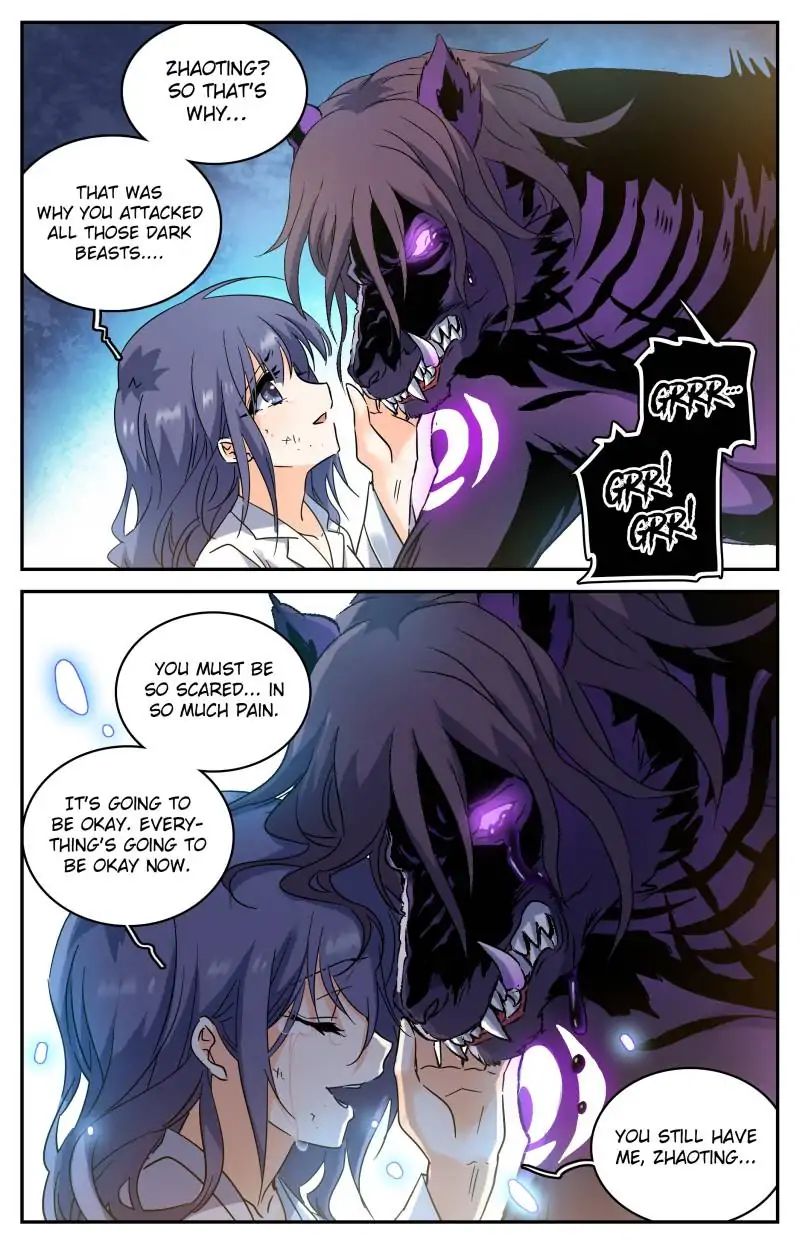 ZHAOTING?
SO THAT'S
WHY...
THAT WAS
WHY YOU ATTACKED
ALL THOSE DARK
BEASTS....
GRRR...
GRR!
GRR!
YOU MUST BE
SO SCARED... IN
SO MUCH PAIN.
IT'S GOING TO
BE OKAY. EVERY-
THING'S GOING TO
BE OKAY NOW.
YOU STILL HAVE
ME, ZHAOTING...